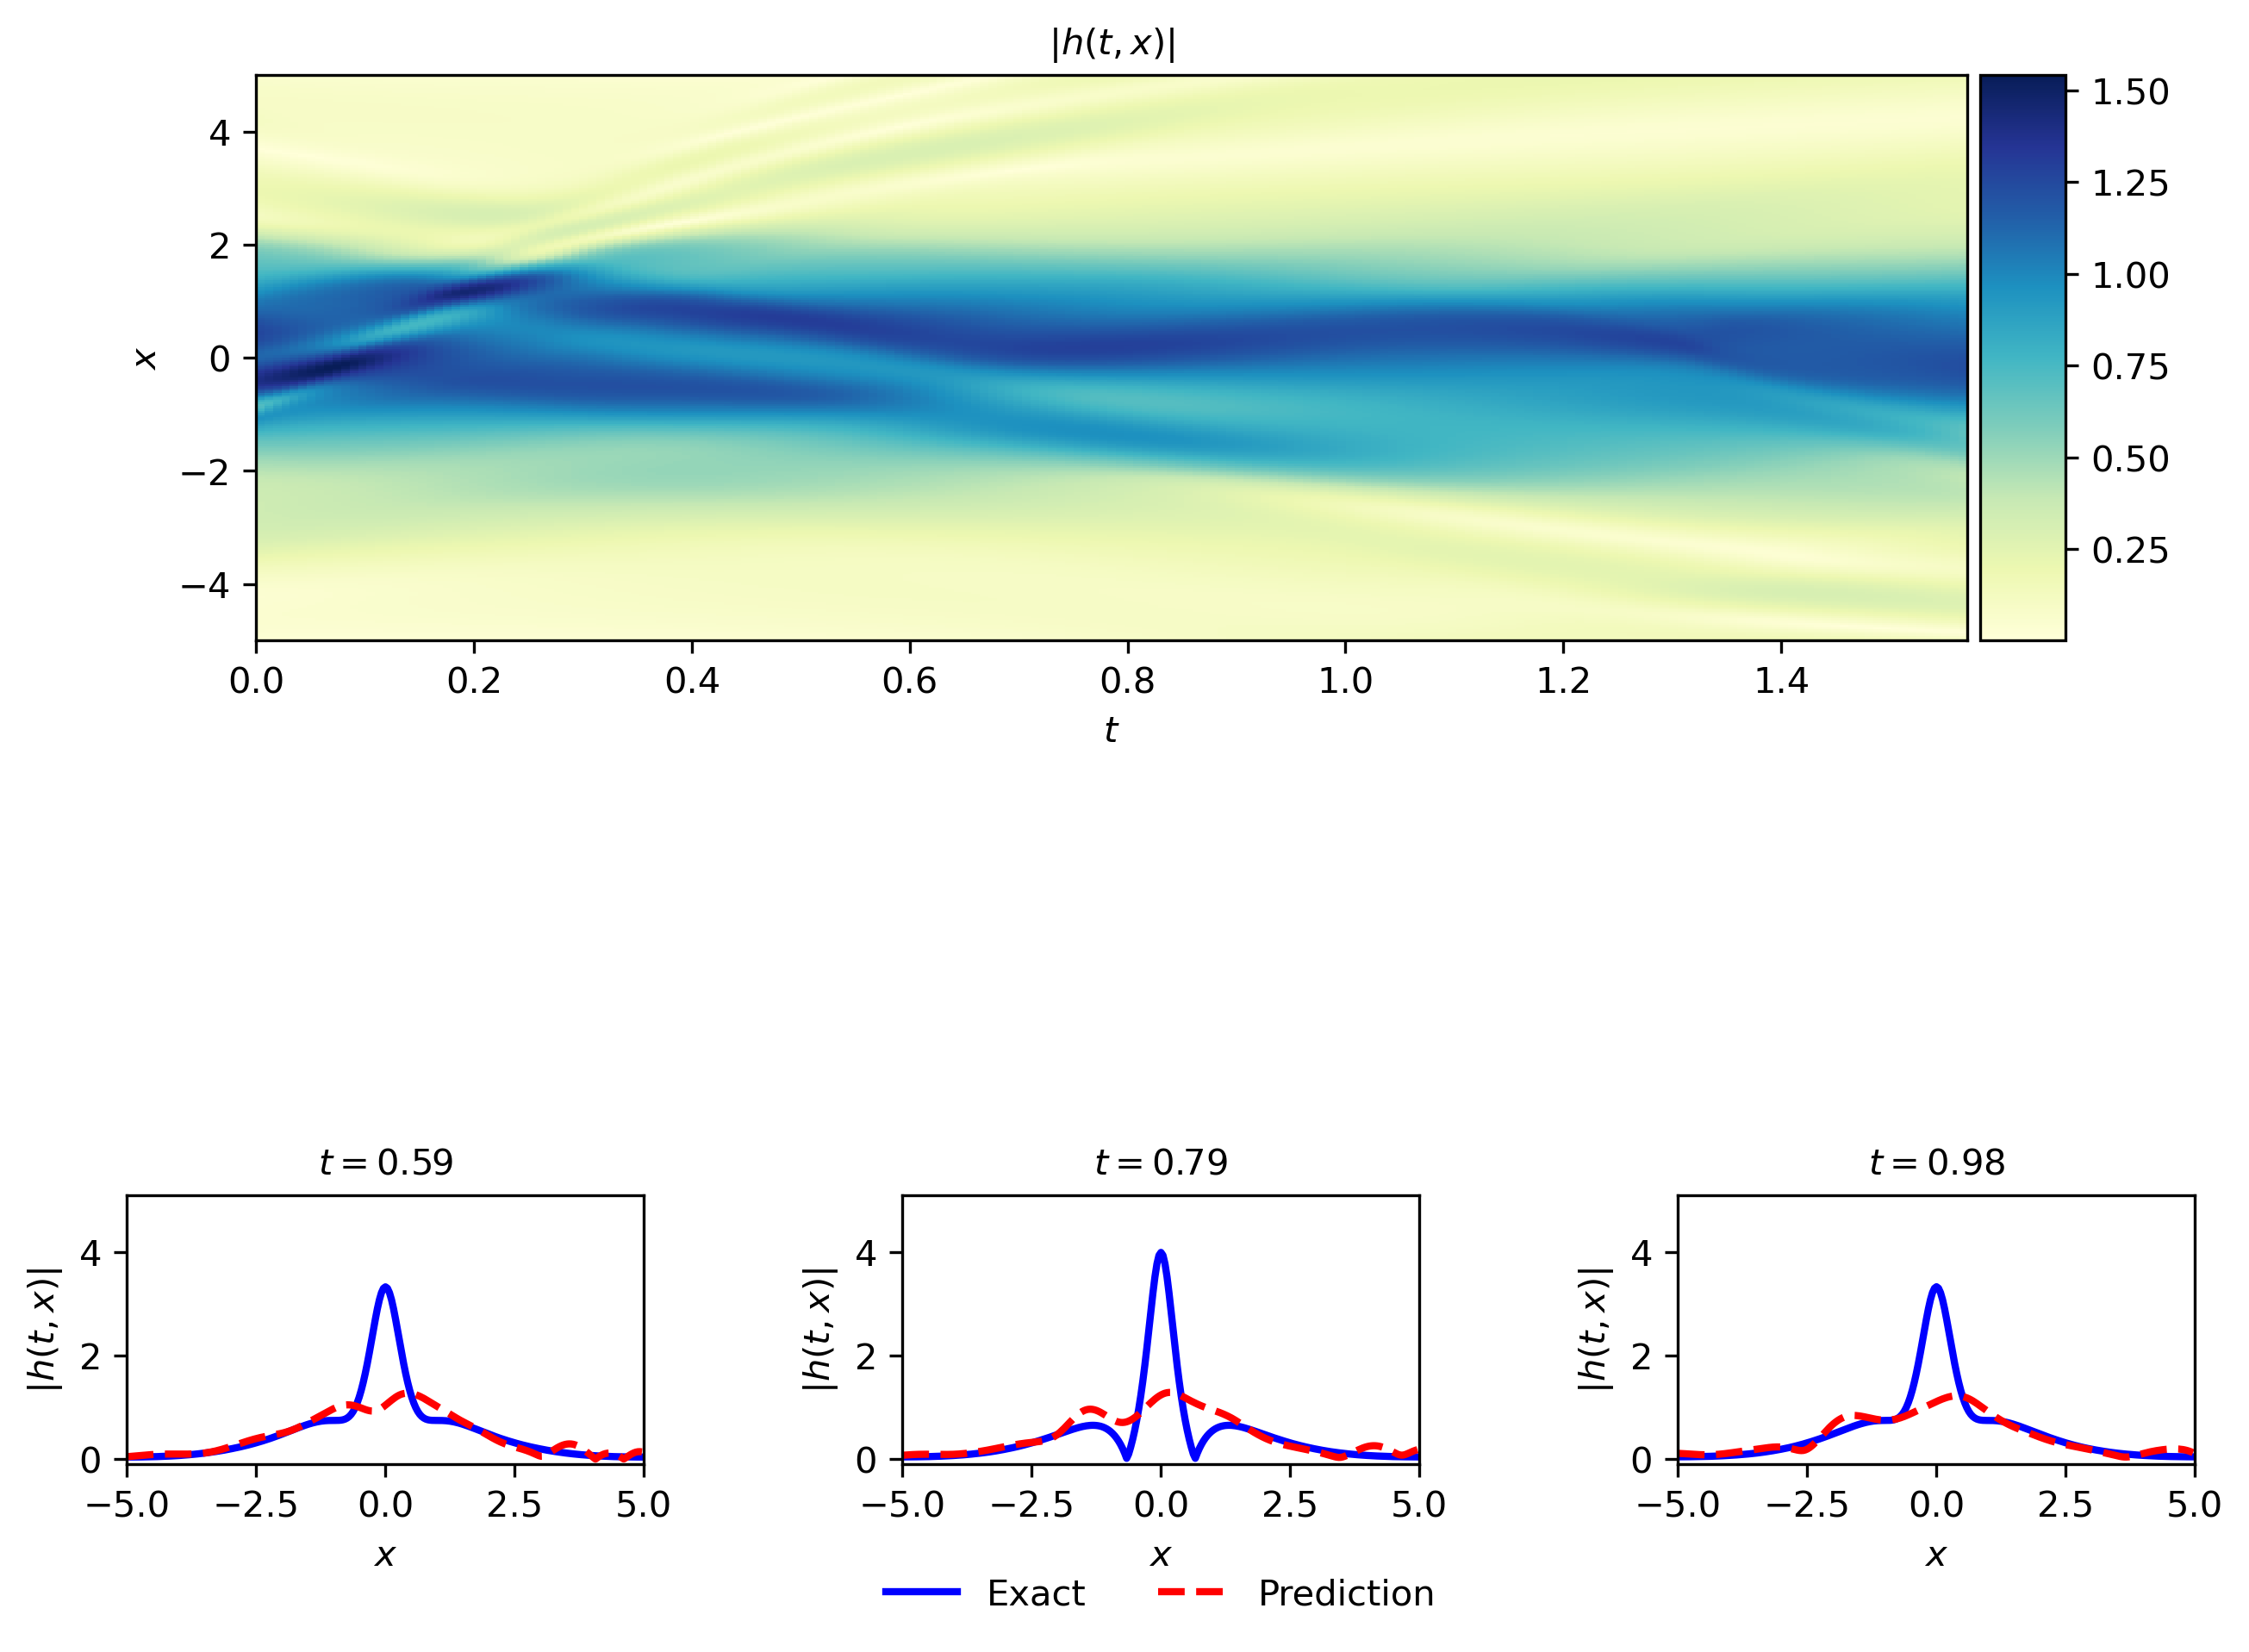 |h(t, x)|
4
2
0
−2
−4
x
0.0 0.2 0.4 0.6 0.8 1.0 1.2 1.4
t
1.50
1.25
1.00
0.75
0.50
0.25
t = 0.59
|h(t, x)|
4
2
0
−5.0 −2.5 0.0 2.5 5.0
x
t = 0.79
|h(t, x)|
4
2
0
−5.0 −2.5 0.0 2.5 5.0
x
t = 0.98
|h(t, x)|
4
2
0
−5.0 −2.5 0.0 2.5 5.0
x
Exact Prediction